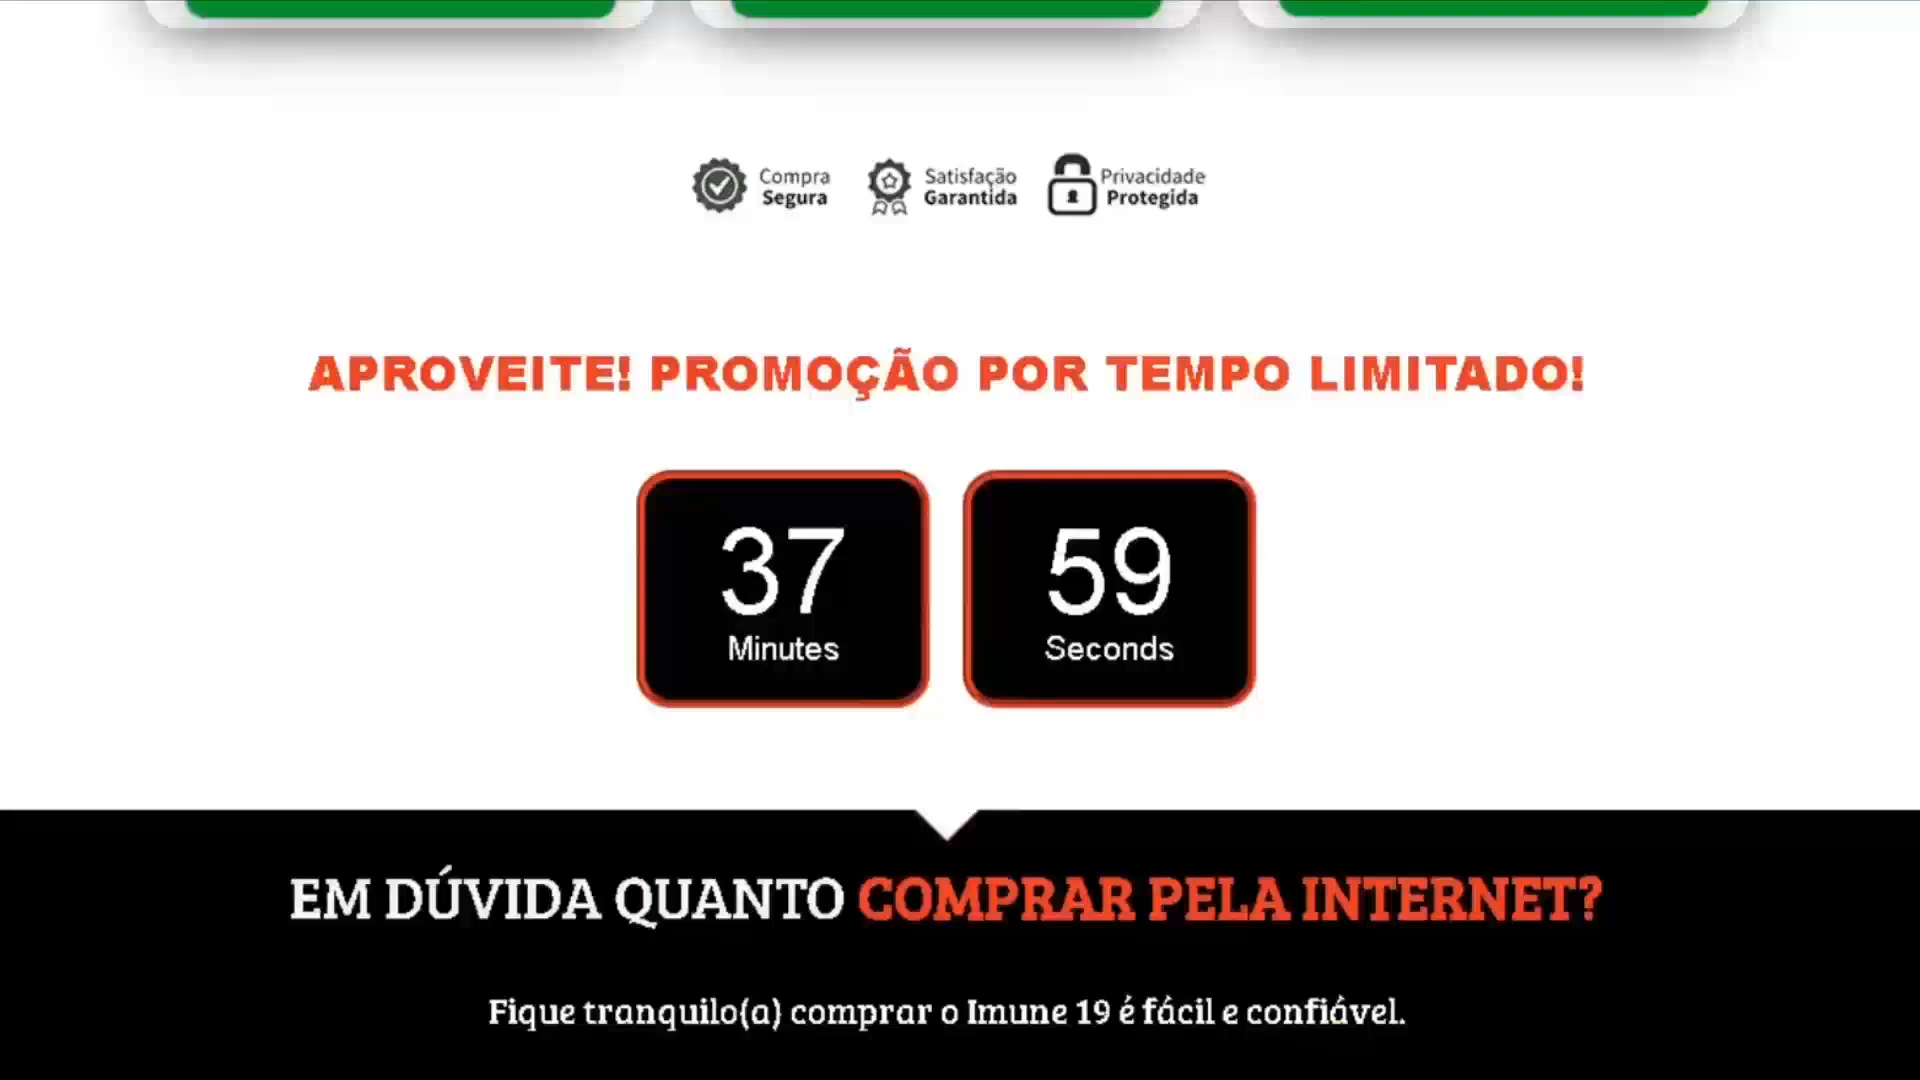 Compra
Segura
Satisfação
Garantida
Privacidade
Protegida
APROVEITE! PROMOÇÃO POR TEMPO LIMITADO!
37
Minutes
59
Seconds
EM DÚVIDA QUANTO COMPRAR PELA INTERNET?
Fique tranquilo(a) comprar o Imune 19 é fácil e confiável.